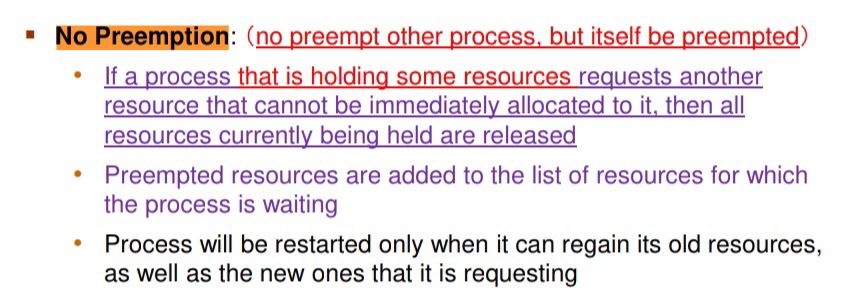 ▪ No Preemption: （no preempt other process, but itself be preempted）
• If a process that is holding some resources requests another
resource that cannot be immediately allocated to it, then all
resources currently being held are released
• Preempted resources are added to the list of resources for which
the process is waiting
• Process will be restarted only when it can regain its old resources,
as well as the new ones that it is requesting